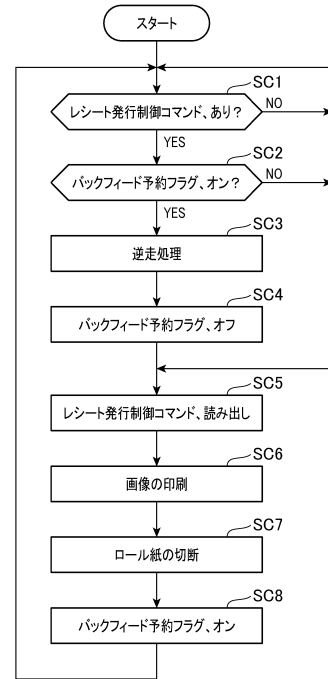 スタート
SC1
レシート発行制御コマンド、あり?
NO
YES
SC2
バックフィード予約フラグ、オン?
NO
YES
SC3
逆走処理
SC4
バックフィード予約フラグ、オフ
SC5
レシート発行制御コマンド、読み出し
SC6
画像の印刷
SC7
ロール紙の切断
SC8
バックフィード予約フラグ、オン